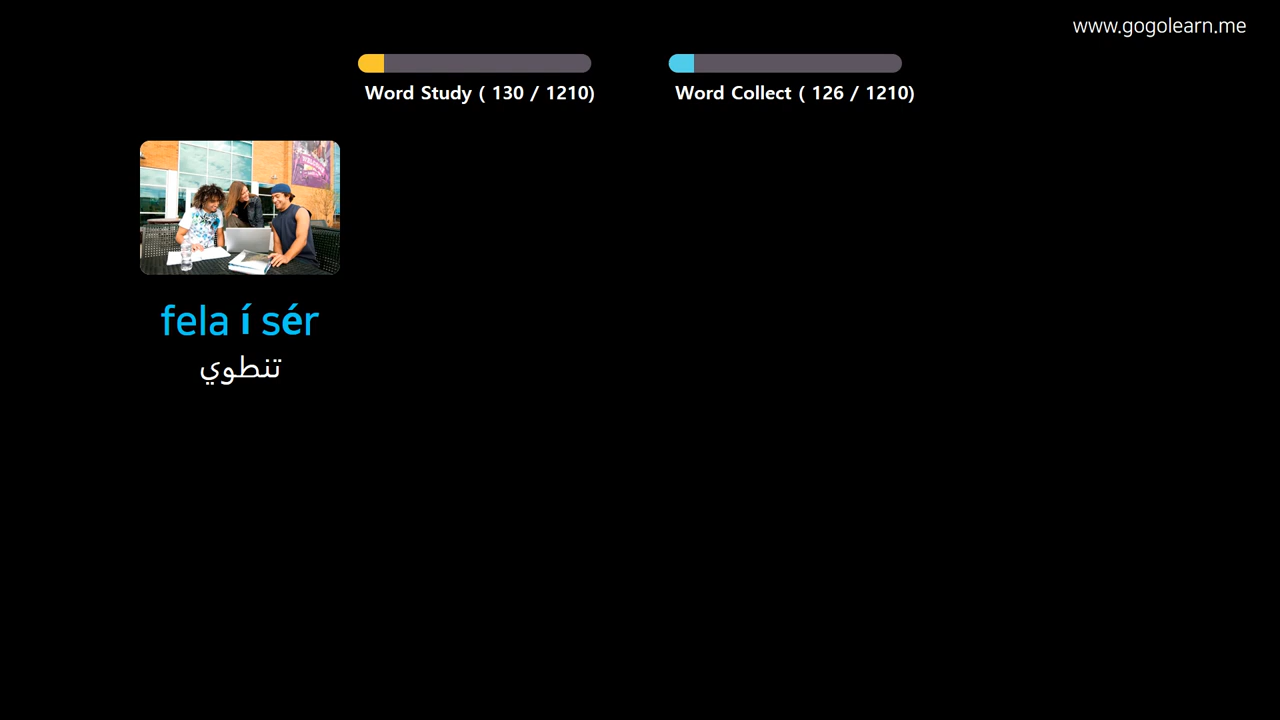 www.gogolearn.me
Word Study ( 130 / 1210)
Word Collect ( 126 / 1210)
fela í sér
تنطوي